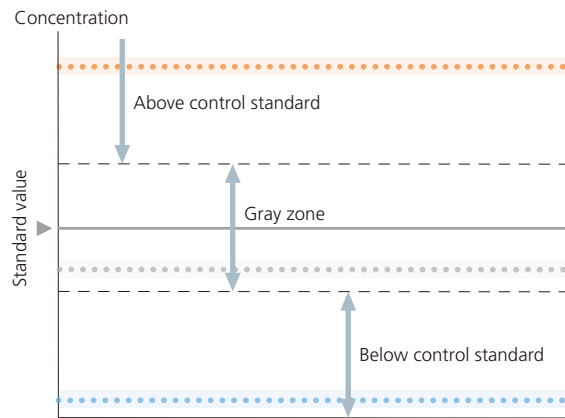 Concentration
Above control standard
Standard value
Gray zone
Below control standard